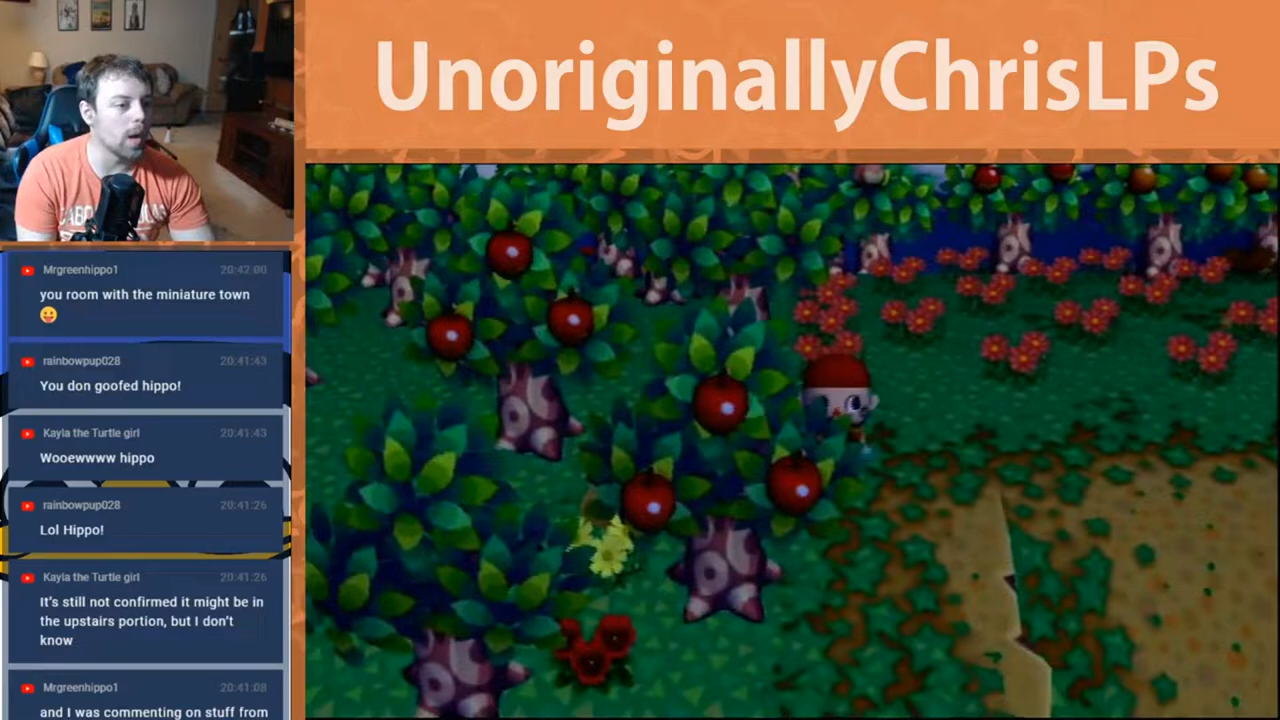 UnoriginallyChrisLPs
Mrgreenhippo1 20:42:00
you room with the miniature town
rainbowpup028 20:41:43
You don goofed hippo!
Kayla the Turtle girl 20:41:43
Wooewwww hippo
rainbowpup028 20:41:26
Lol Hippo!
Kayla the Turtle girl 20:41:26
It's still not confirmed it might be in
the upstairs portion, but I don't
know
Mrgreenhippo1 20:41:08
and I was commenting on stuff from